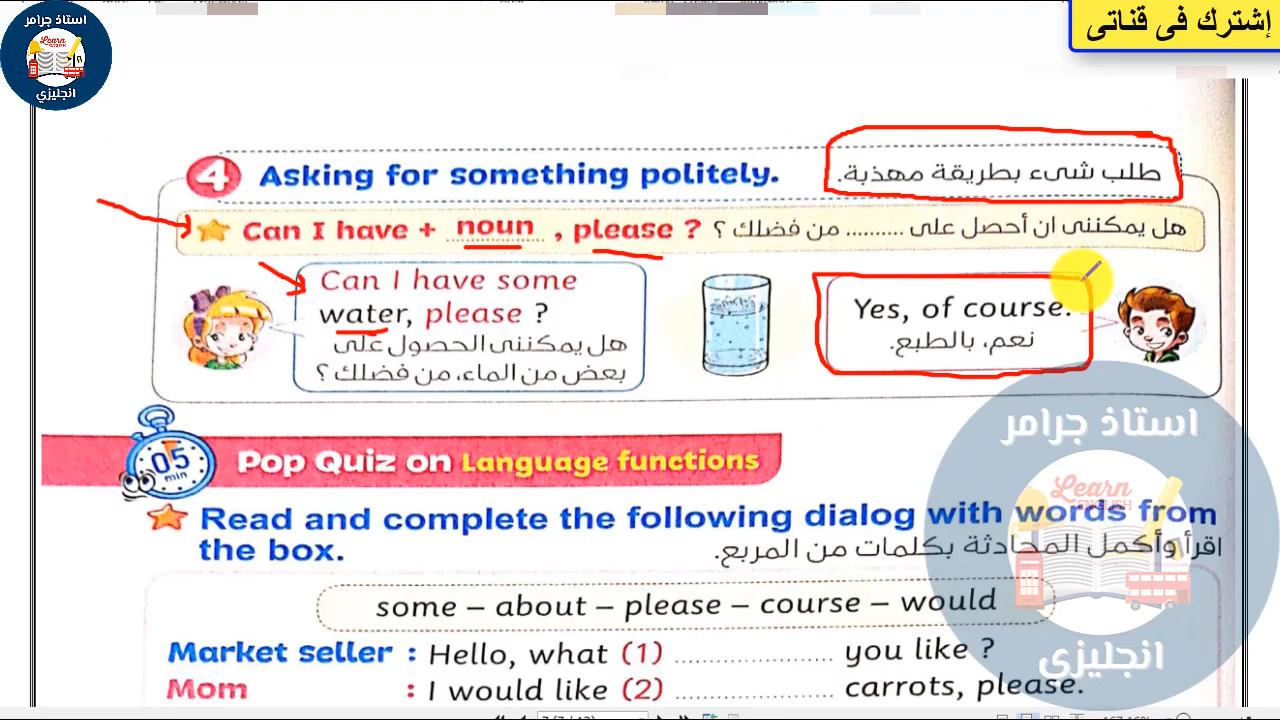 إشترك فى قناتى
استاذ جرامر
Learn
ENGLISH
انجليزي
4 Asking for something politely. طلب شىء بطريقة مهذبة.
Can I have + noun , please ? هل يمكننى ان أحصل على .......... من فضلك ؟
Can I have some
water, please ?
هل يمكننى الحصول على
بعض من الماء، من فضلك ؟
Yes, of course.
نعم، بالطبع.
05
min
Pop Quiz on Language functions
Read and complete the following dialog with words from
the box.
اقرأ وأكمل المحادثة بكلمات من المربع.
some – about – please – course – would
Market seller : Hello, what (1) ...................... you like ?
Mom : I would like (2) ...................... carrots, please.
استاذ جرامر
Learn
ENGLISH
انجليزي